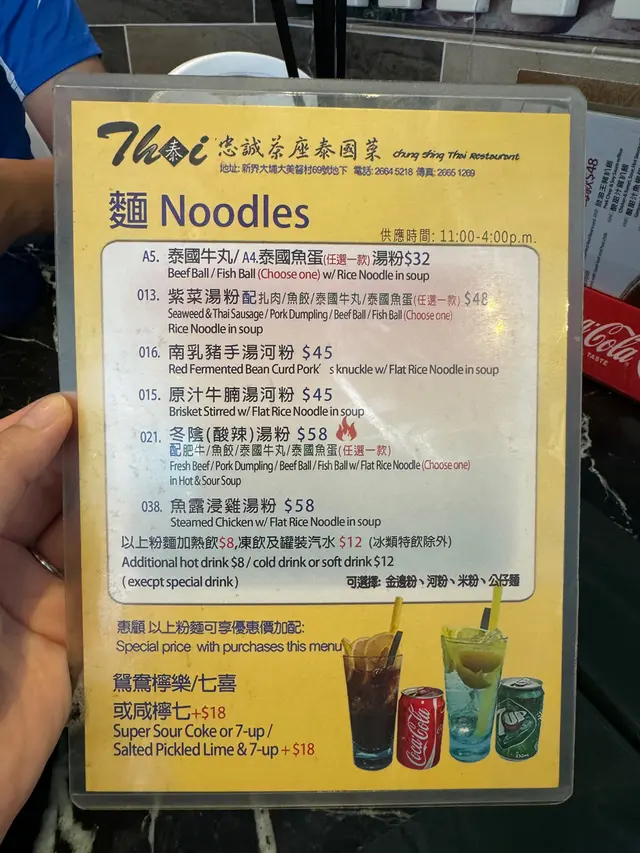 Thai 泰 忠誠茶座泰國菜 Chung Shing Thai Restaurant
地址: 新界大埔大美督村69號地下 電話: 2664 5218 傳真: 2665 1269
麵 Noodles
供應時間: 11:00-4:00p.m.
A5. 泰國牛丸/ A4.泰國魚蛋(任選一款)湯粉$32
Beef Ball / Fish Ball (Choose one) w/ Rice Noodle in soup
013. 紫菜湯粉配扎肉/魚餃/泰國牛丸/泰國魚蛋(任選一款) $48
Seaweed & Thai Sausage / Pork Dumpling / Beef Ball / Fish Ball (Choose one)
Rice Noodle in soup
016. 南乳豬手湯河粉 $45
Red Fermented Bean Curd Pork's knuckle w/ Flat Rice Noodle in soup
015. 原汁牛腩湯河粉 $45
Brisket Stirred w/ Flat Rice Noodle in soup
021. 冬陰(酸辣)湯粉 $58
配肥牛/魚餃/泰國牛丸/泰國魚蛋(任選一款)
Fresh Beef / Pork Dumpling / Beef Ball / Fish Ball w/ Flat Rice Noodle (Choose one)
in Hot & Sour Soup
038. 魚露浸雞湯粉 $58
Steamed Chicken w/ Flat Rice Noodle in soup
以上粉麵加熱飲$8,凍飲及罐裝汽水 $12 (冰類特飲除外)
Additional hot drink $8 / cold drink or soft drink $12
( execpt special drink )
可選擇: 金邊粉、河粉、米粉、公仔麵
惠顧 以上粉麵可享優惠價加配:
Special price with purchases this menu
鴛鴦檸樂/七喜
或咸檸七+$18
Super Sour Coke or 7-up /
Salted Pickled Lime & 7-up + $18
Coca-Cola
7up
$48
Coca-Cola
TASTE